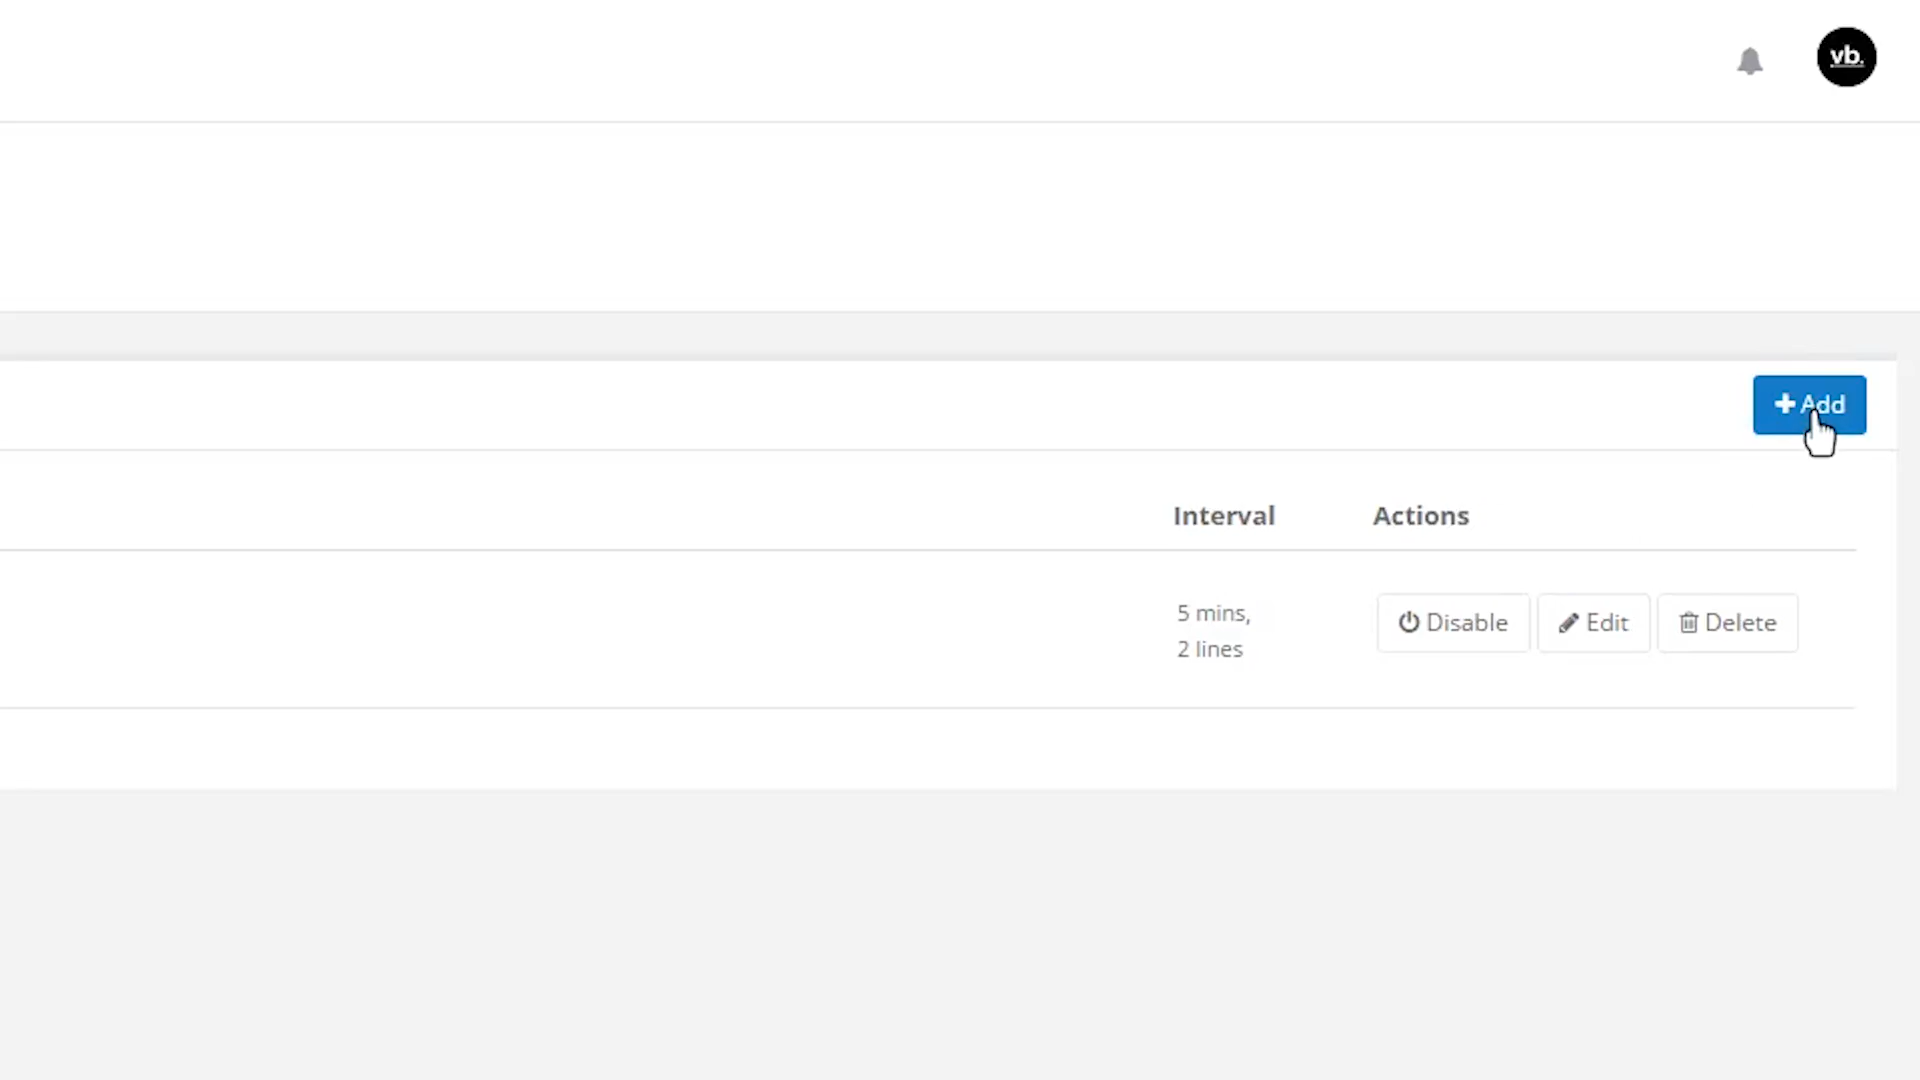 vb.
Add
Interval Actions
5 mins,
2 lines
Disable Edit Delete